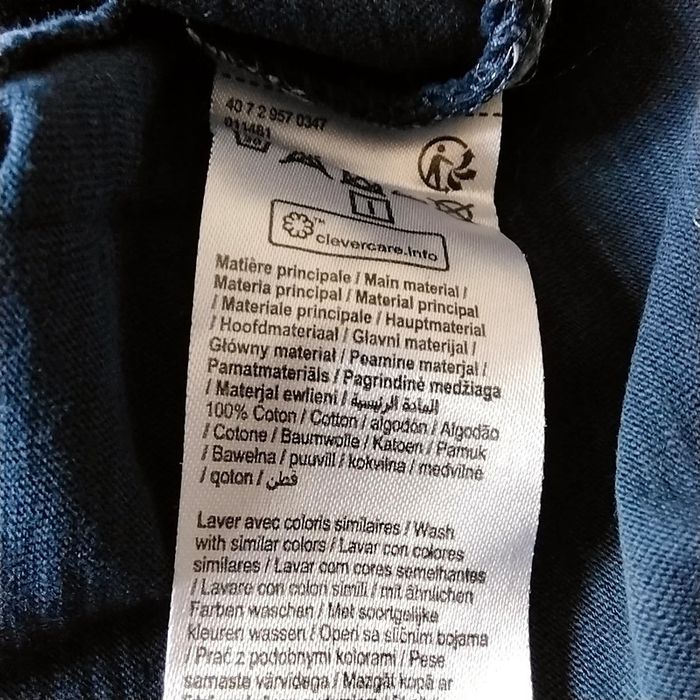 40 7 2 957 0347
011481
30
clevercare.info
TM
Matière principale / Main material /
Materia principal / Material principal
/ Materiale principale / Hauptmaterial
/ Hoofdmateriaal / Glavni materijal /
Główny materiał / Peamine materjal /
Pamatmateriāls / Pagrindinė medžiaga
/ Materjal ewlieni / المادة الرئيسية
100% Coton / Cotton / algodón / Algodão
/ Cotone / Baumwolle / Katoen / Pamuk
/ Bawełna / puuvill / kokvilna / medvilnė
/ qoton / قطن
Laver avec coloris similaires / Wash
with similar colors / Lavar con colores
similares / Lavar com cores semelhantes
/ Lavare con colori simili / mit ähnlichen
Farben waschen / Met soortgelijke
kleuren wassen / Open sa sličnim bojama
/ Prać z podobnymi kolorami / Pese
samaste värvidega / Mazgāt kopā ar